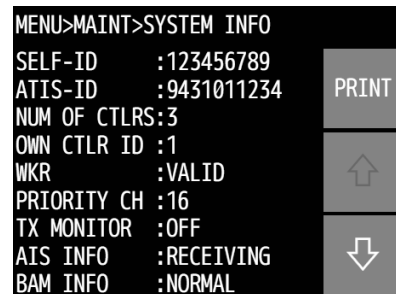 MENU>MAINT>SYSTEM INFO
SELF-ID :123456789
ATIS-ID :9431011234
NUM OF CTLRS:3
OWN CTLR ID :1
WKR :VALID
PRIORITY CH :16
TX MONITOR :OFF
AIS INFO :RECEIVING
BAM INFO :NORMAL
PRINT